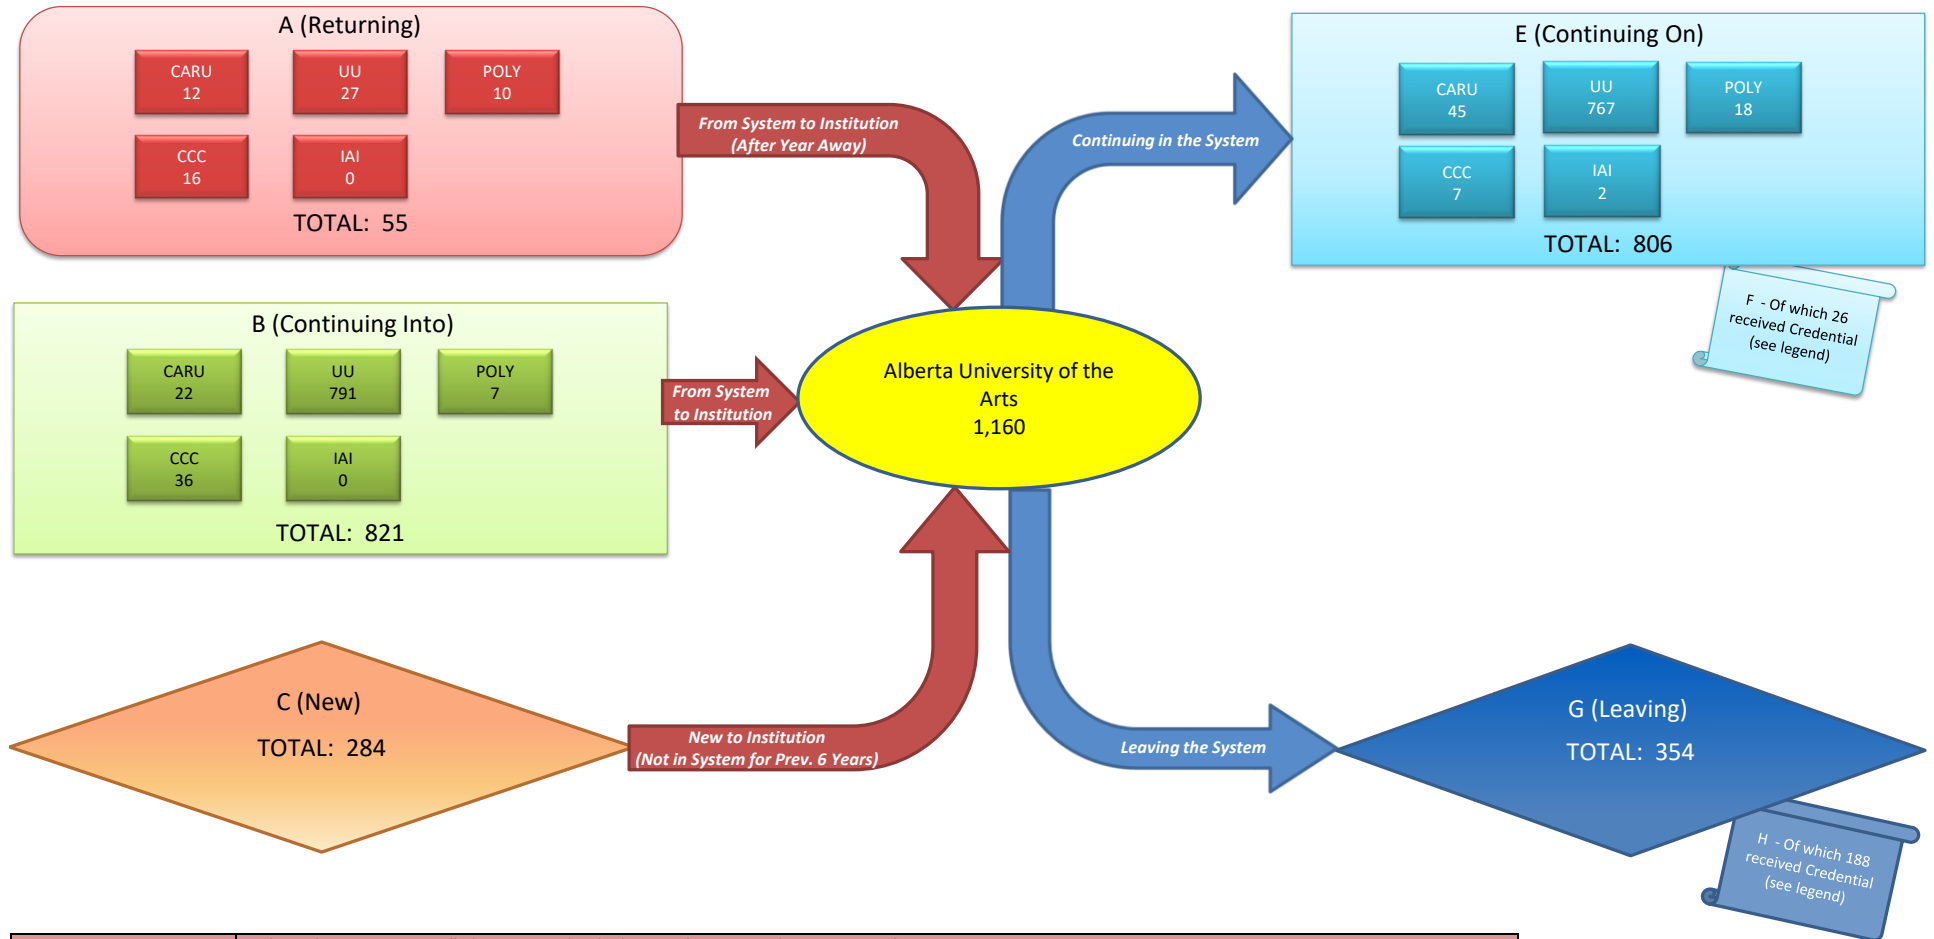 A (Returning)
CARU
12
UU
27
POLY
10
CCC
16
IAI
0
TOTAL: 55
From System to Institution
(After Year Away)
B (Continuing Into)
CARU
22
UU
791
POLY
7
CCC
36
IAI
0
TOTAL: 821
From System
to Institution
C (New)
TOTAL: 284
New to Institution
(Not in System for Prev. 6 Years)
Alberta University of the
Arts
1,160
Continuing in the System
E (Continuing On)
CARU
45
UU
767
POLY
18
CCC
7
IAI
2
TOTAL: 806
F - Of which 26
received Credential
(see legend)
Leaving the System
G (Leaving)
TOTAL: 354
H - Of which 188
received Credential
(see legend)